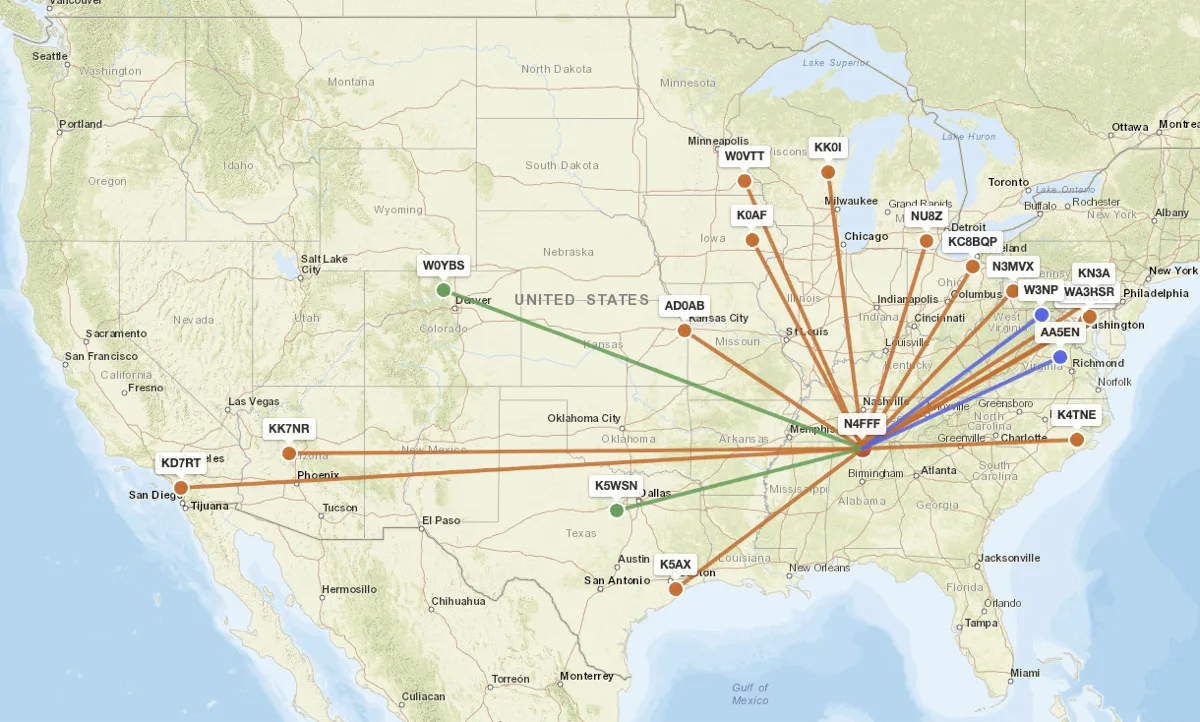 Vancouver
Seattle
Washington
Montana
North Dakota
Minnesota
Lake Superior
Portland
Ottawa
Lake Huron
Minneapolis
W0VTT
KK0I
Idaho
South Dakota
Oregon
Toronto
Lake Ontario
Wyoming
K0AF
Milwaukee
Grand Rapids
NU8Z
Buffalo
Rochester
New York
Albany
Detroit
Iowa
Chicago
KC8BQP
Salt Lake
City
W0YBS
Nebraska
N3MVX
KN3A
New York
W3NP
WA3RSR
Philadelphia
Denver
UNITED STATES
AD0AB
Kansas City
Illinois
Indianapolis
Columbus
Nevada
Utah
Colorado
Indiana
Cincinnati
West
Virginia
AA5EN
Sacramento
San Francisco
Kansas
Missouri
St Louis
Louisville
Kentucky
Virginia
Richmond
California
Fresno
Norfolk
Las Vegas
Nashville
Knoxville
Greensboro
KK7NR
Oklahoma City
Oklahoma
Arkansas
Memphis
N4FFF
North
Carolina
K4TNE
Greenville
Charlotte
KD7RT
New Mexico
Phoenix
San Diego
Tijuana
Tucson
El Paso
K5WSN
Dallas
Texas
Birmingham
Atlanta
South
Carolina
Mississippi
Alabama
Georgia
Austin
K5AX
Louisiana
New Orleans
Jacksonville
San Antonio
Hermosillo
Chihuahua
Florida
Orlando
Tampa
Torreón
Monterrey
Culiacan
Gulf of
Mexico
Miami